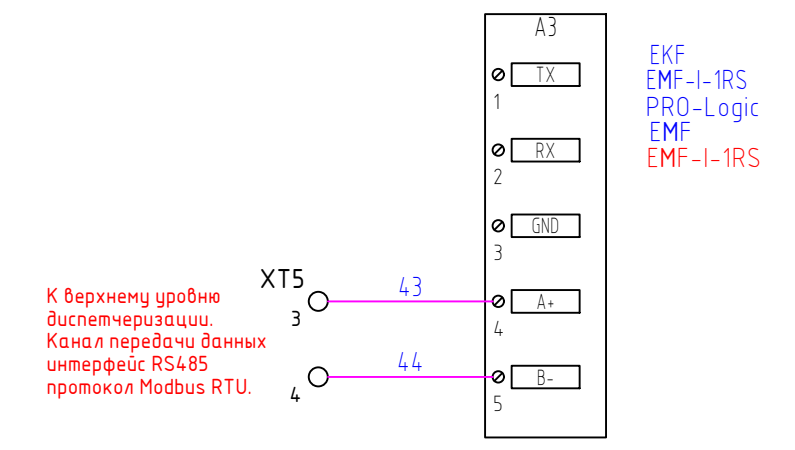 A3
TX
1
RX
2
GND
3
A+
4
B-
5
EKF
EMF-I-1RS
PRO-Logic
EMF
EMF-I-1RS
XT5
3
43
4
44
К верхнему уровню
диспетчеризации.
Канал передачи данных
интерфейс RS485
протокол Modbus RTU.